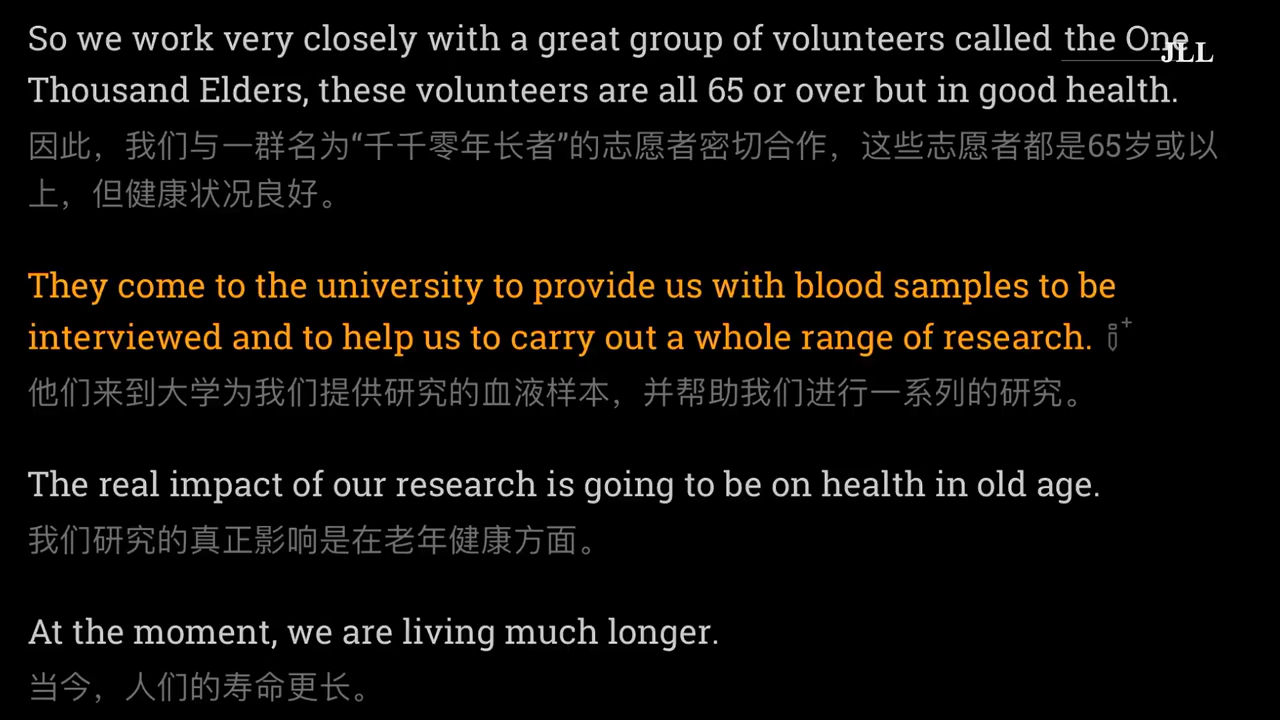 So we work very closely with a great group of volunteers called the One
JLL
Thousand Elders, these volunteers are all 65 or over but in good health.
因此，我们与一群名为“千千零年长者”的志愿者密切合作，这些志愿者都是65岁或以
上，但健康状况良好。
They come to the university to provide us with blood samples to be
interviewed and to help us to carry out a whole range of research.
他们来到大学为我们提供研究的血液样本，并帮助我们进行一系列的研究。
The real impact of our research is going to be on health in old age.
我们研究的真正影响是在老年健康方面。
At the moment, we are living much longer.
当今，人们的寿命更长。